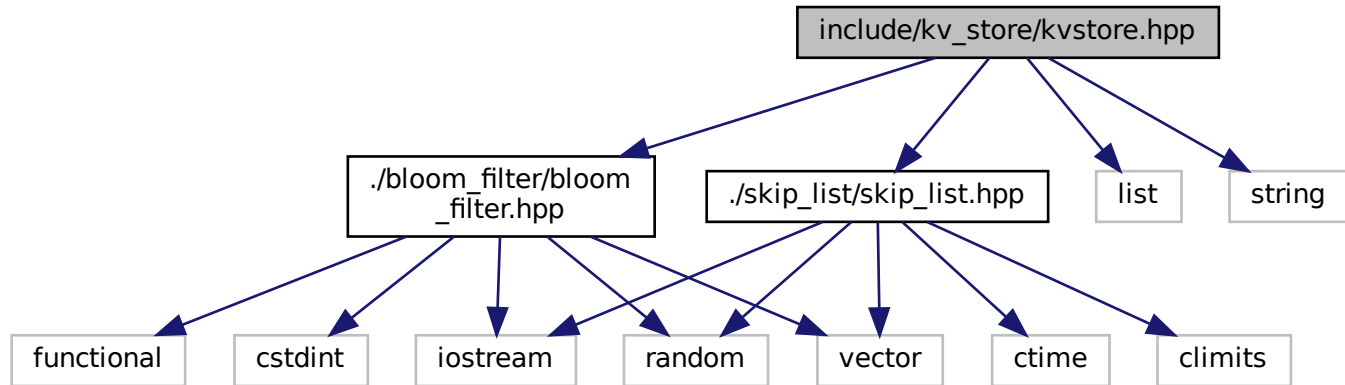 include/kv_store/kvstore.hpp
./bloom_filter/bloom
_filter.hpp
./skip_list/skip_list.hpp
list
string
functional
cstdint
iostream
random
vector
ctime
climits